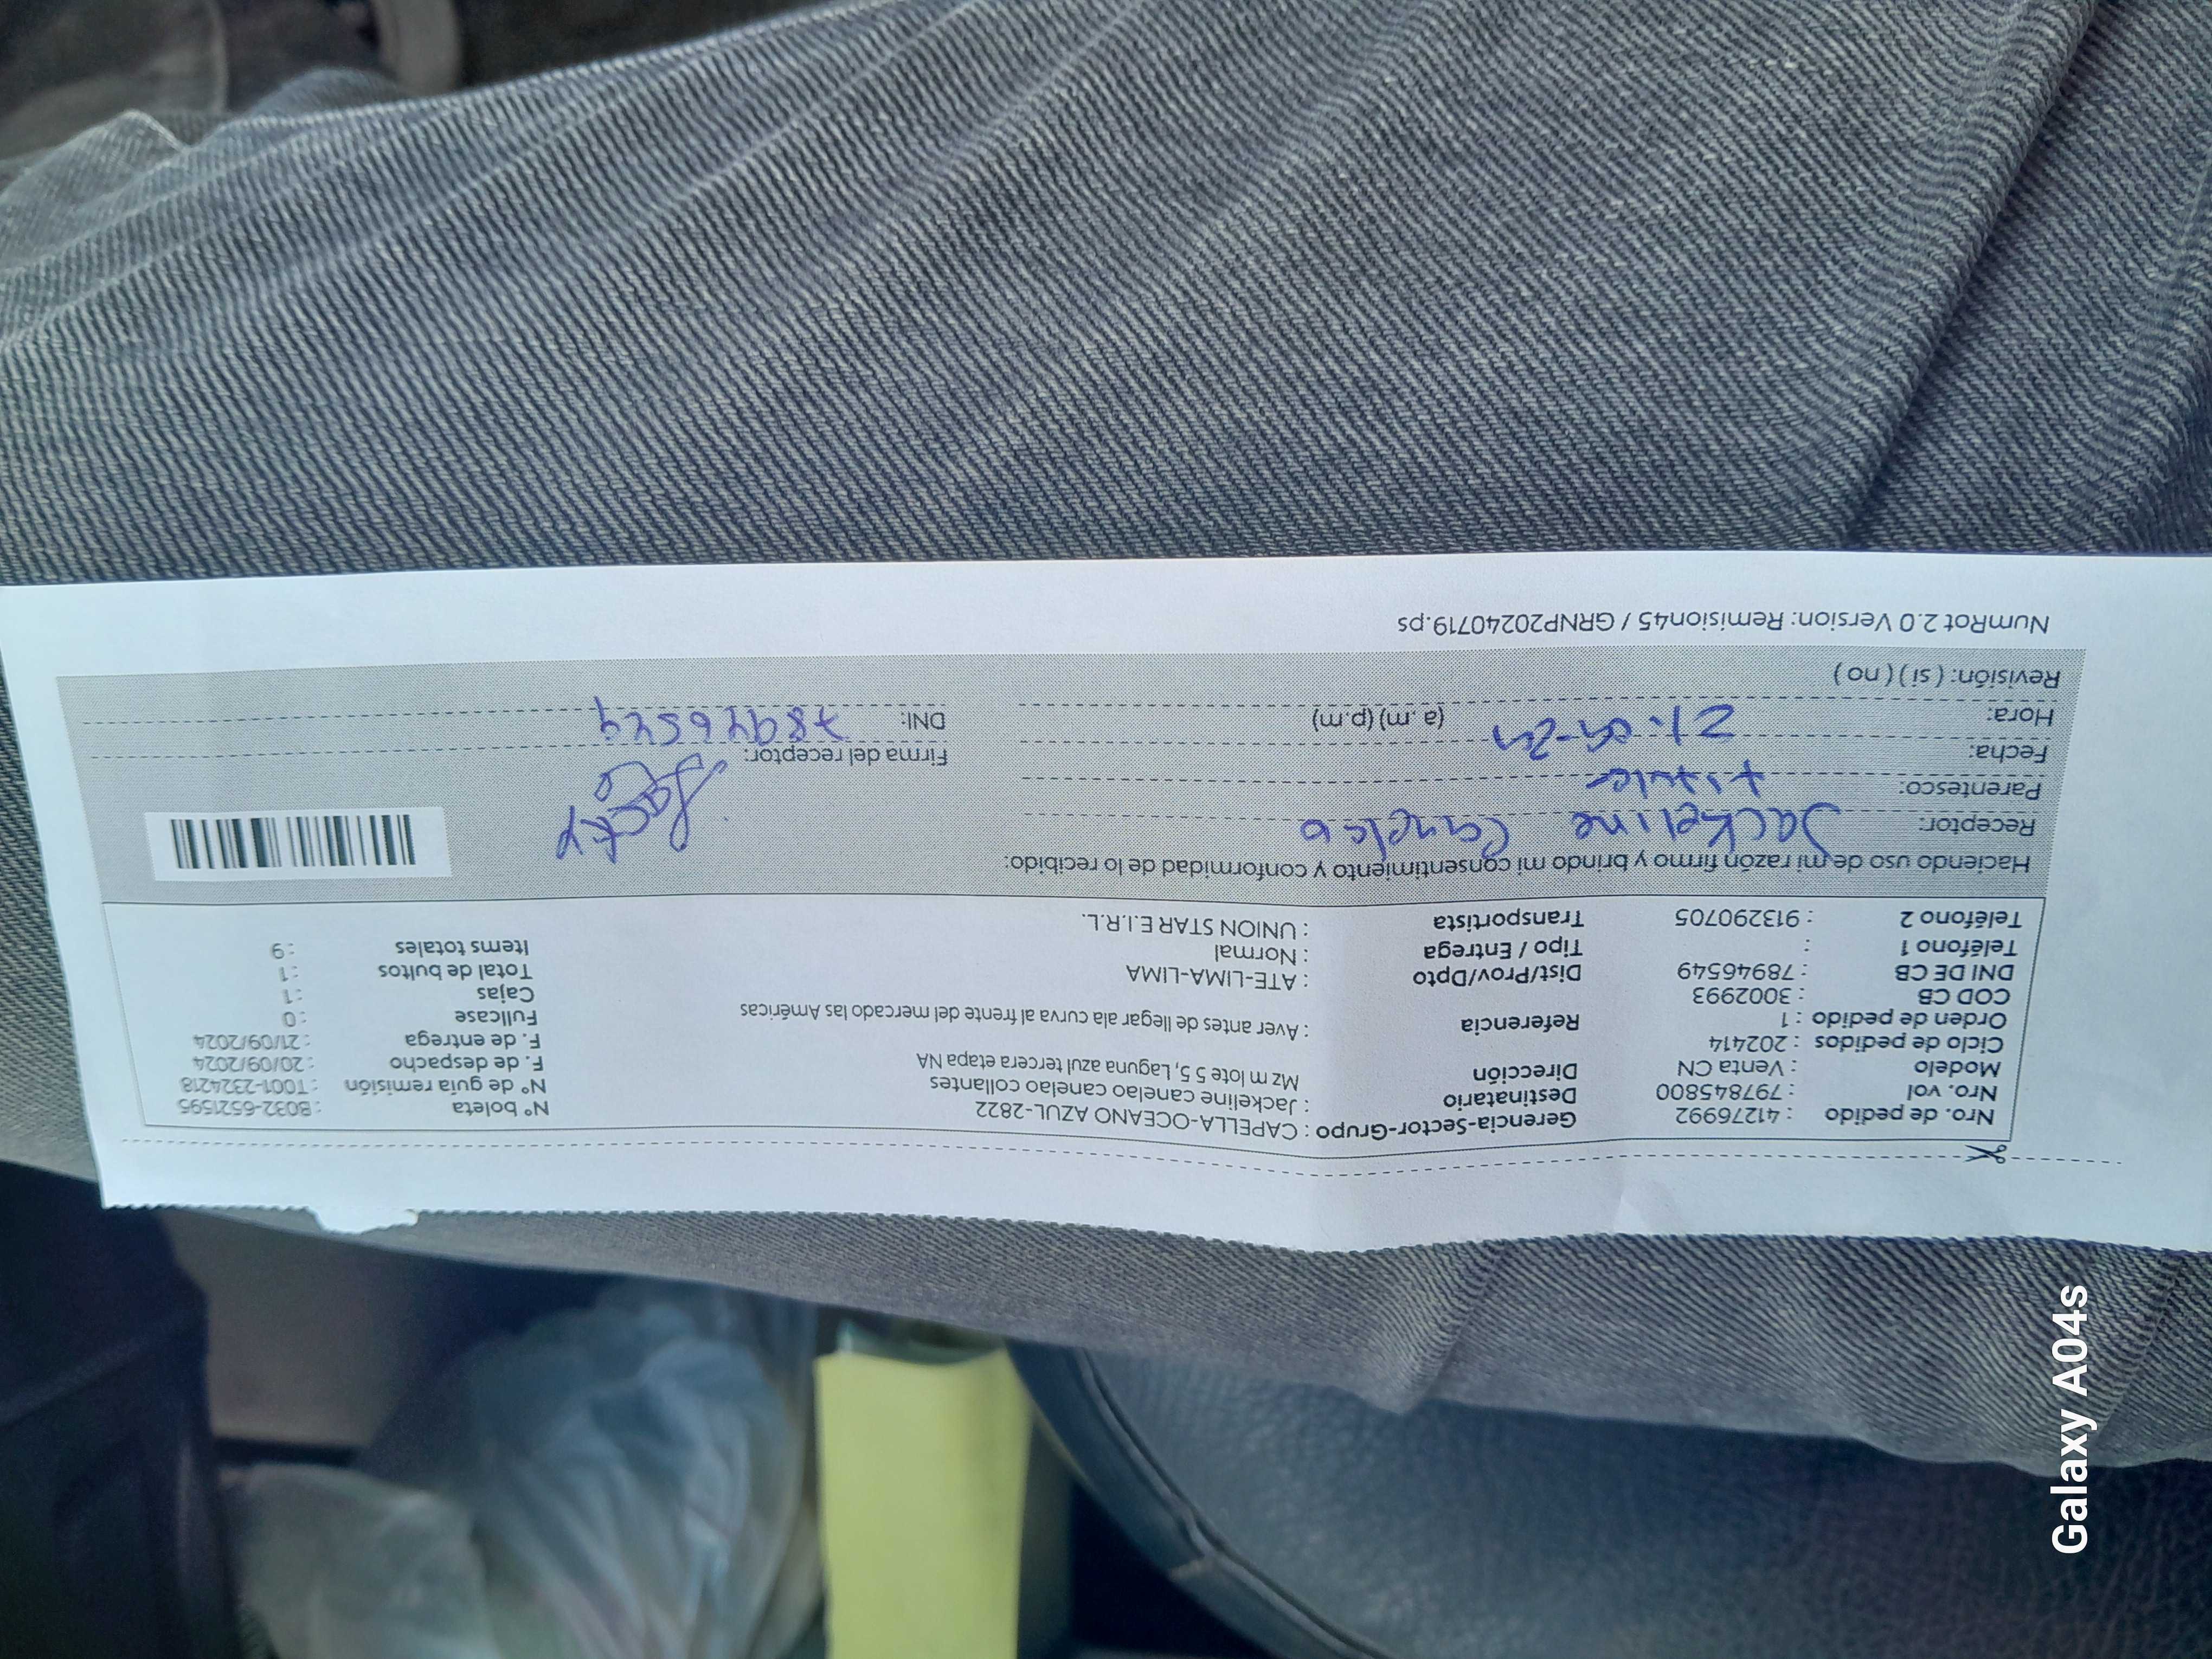 Nro. de pedido : 41276992 Gerencia-Sector-Grupo : CAPELLA-OCEANO AZUL-2822 N° boleta : B032-6521595
Nro. vol : 797845800 Destinatario : Jackeline canelao canelao collantes N° de guía remisión : T001-2324218
Modelo : Venta CN Dirección Mz m lote 5 5, Laguna azul tercera etapa NA F. de despacho : 20/09/2024
Ciclo de pedidos : 202414 F. de entrega : 21/09/2024
Orden de pedido : 1 Referencia : Aver antes de llegar ala curva al frente del mercado las Américas Fullcase : 0
COD CB : 3002993 Cajas : 1
DNI DE CB : 78946549 Dist/Prov/Dpto : ATE-LIMA-LIMA Total de bultos : 1
Teléfono 1 : Tipo / Entrega : Normal Items totales : 9
Teléfono 2 : 913290705 Transportista : UNION STAR E.I.R.L.
Haciendo uso de mi razón firmo y brindo mi consentimiento y conformidad de lo recibido:
Receptor: Jackeline Canelao
Parentesco: titular
Jacky
Fecha: Firma del receptor:
Hora: 21-09-24 (a .m) (p.m) DNI: 78946549
Revisión: ( si ) ( no )
NumRot 2.0 Version: Remision45 / GRNP20240719.ps
Galaxy A04s